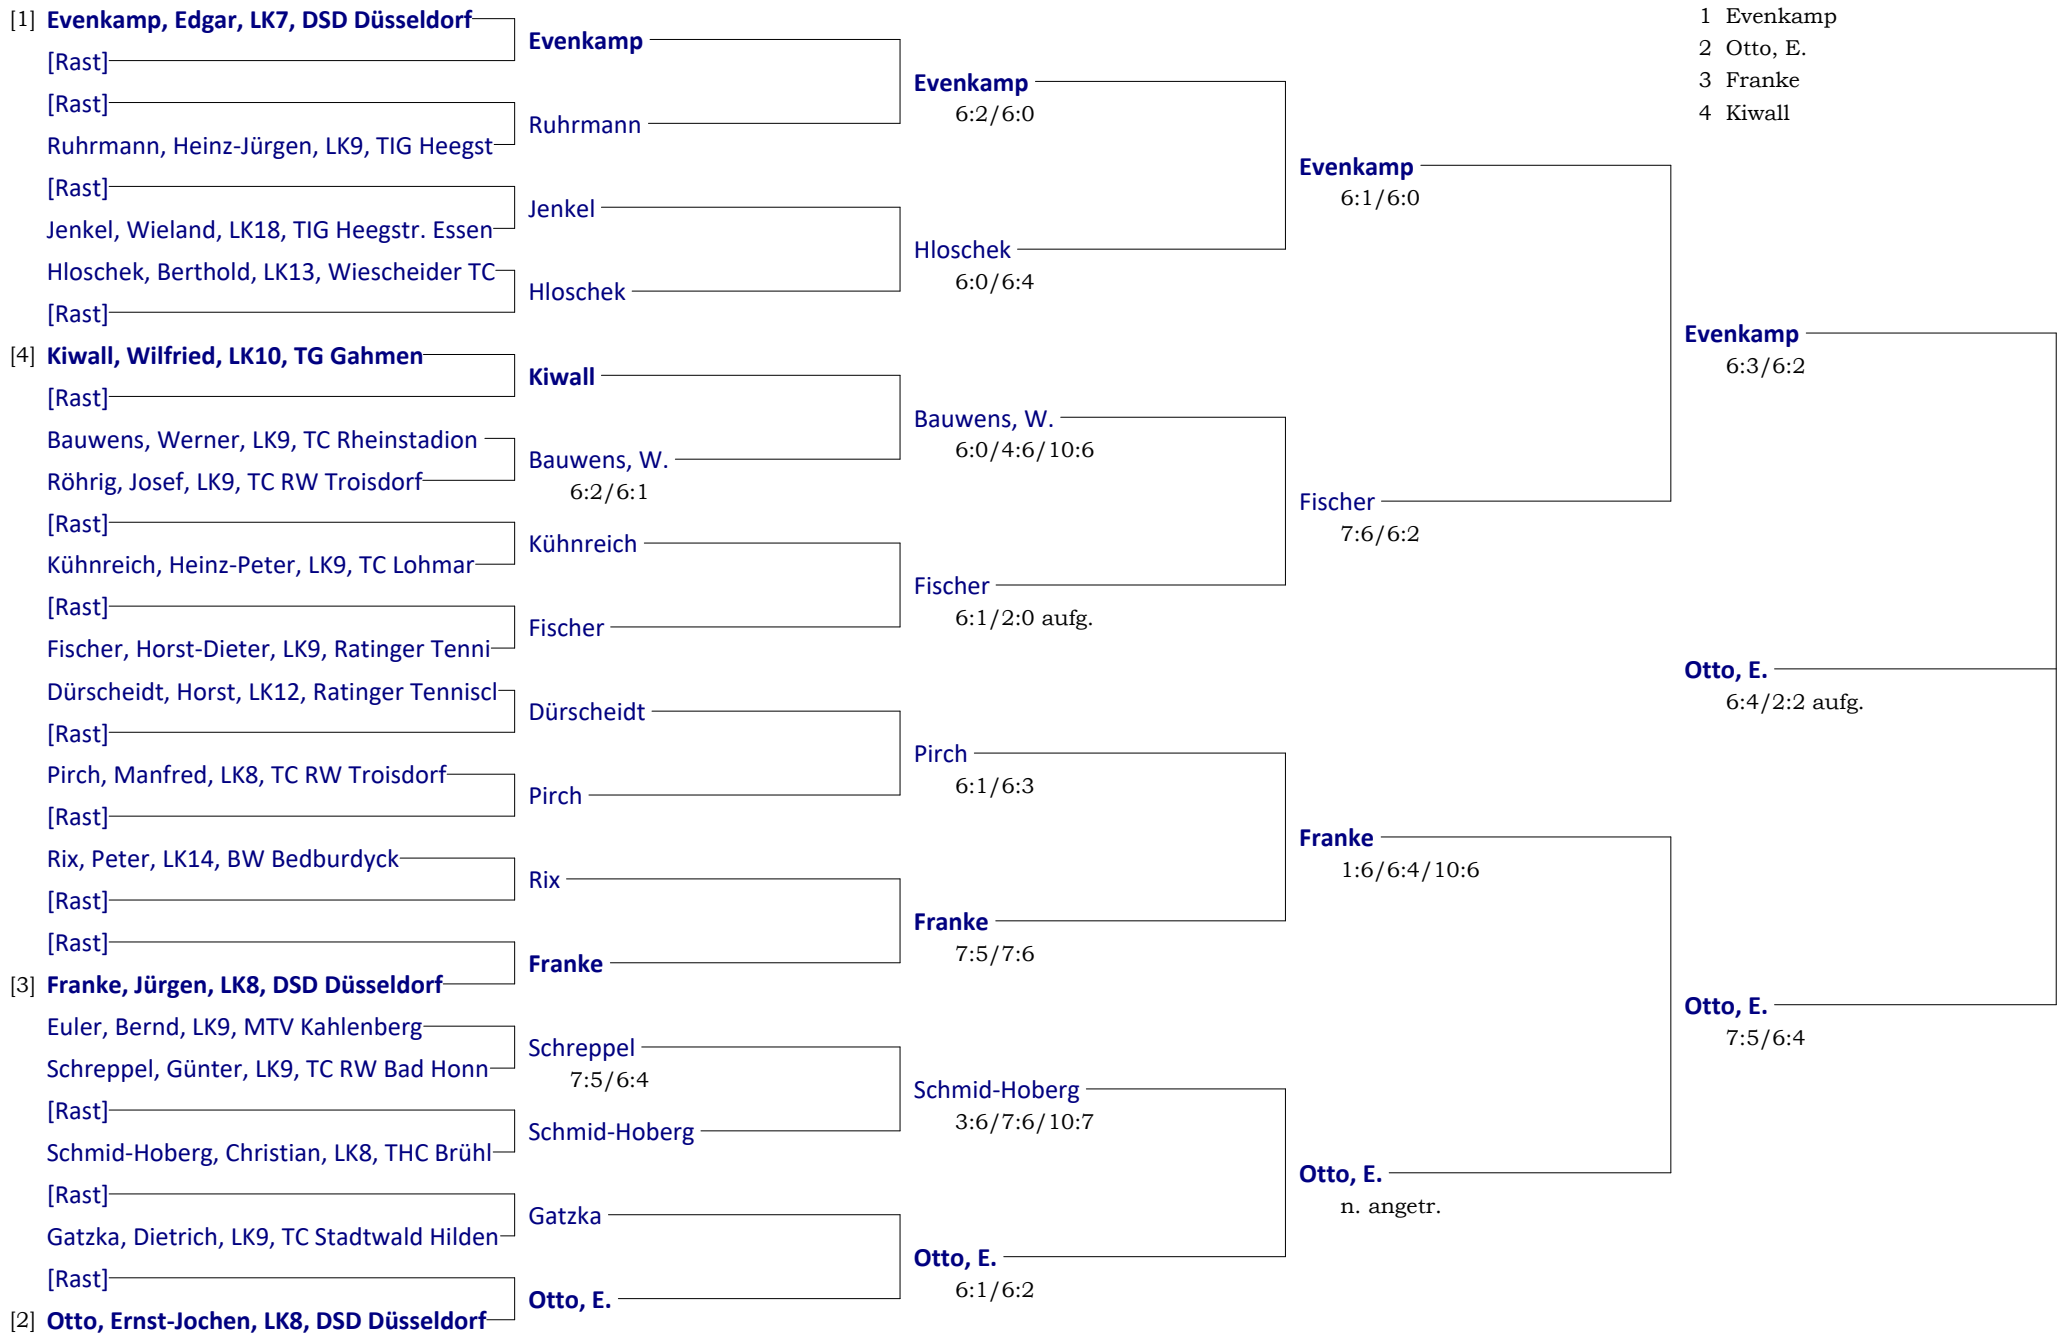 [1] Evenkamp, Edgar, LK7, DSD Düsseldorf
[Rast]
[Rast]
Ruhrmann, Heinz-Jürgen, LK9, TIG Heegst
[Rast]
Jenkel, Wieland, LK18, TIG Heegstr. Essen
Hloschek, Berthold, LK13, Wiescheider TC
[Rast]
[4] Kiwall, Wilfried, LK10, TG Gahmen
[Rast]
Bauwens, Werner, LK9, TC Rheinstadion
Röhrig, Josef, LK9, TC RW Troisdorf
[Rast]
Kühnreich, Heinz-Peter, LK9, TC Lohmar
[Rast]
Fischer, Horst-Dieter, LK9, Ratinger Tenni
Dürscheidt, Horst, LK12, Ratinger Tenniscl
[Rast]
Pirch, Manfred, LK8, TC RW Troisdorf
[Rast]
Rix, Peter, LK14, BW Bedburdyck
[Rast]
[Rast]
[3] Franke, Jürgen, LK8, DSD Düsseldorf
Euler, Bernd, LK9, MTV Kahlenberg
Schreppel, Günter, LK9, TC RW Bad Honn
[Rast]
Schmid-Hoberg, Christian, LK8, THC Brühl
[Rast]
Gatzka, Dietrich, LK9, TC Stadtwald Hilden
[Rast]
[2] Otto, Ernst-Jochen, LK8, DSD Düsseldorf
Evenkamp
Ruhrmann
Jenkel
Hloschek
Kiwall
Bauwens, W.
6:2/6:1
Kühnreich
Fischer
Dürscheidt
Pirch
Rix
Franke
Schreppel
7:5/6:4
Schmid-Hoberg
Gatzka
Otto, E.
Evenkamp
6:2/6:0
Hloschek
6:0/6:4
Bauwens, W.
6:0/4:6/10:6
Fischer
6:1/2:0 aufg.
Pirch
6:1/6:3
Franke
7:5/7:6
Schmid-Hoberg
3:6/7:6/10:7
Otto, E.
6:1/6:2
Evenkamp
6:1/6:0
Fischer
7:6/6:2
Franke
1:6/6:4/10:6
Otto, E.
n. angetr.
1 Evenkamp
2 Otto, E.
3 Franke
4 Kiwall
Evenkamp
6:3/6:2
Otto, E.
6:4/2:2 aufg.
Otto, E.
7:5/6:4